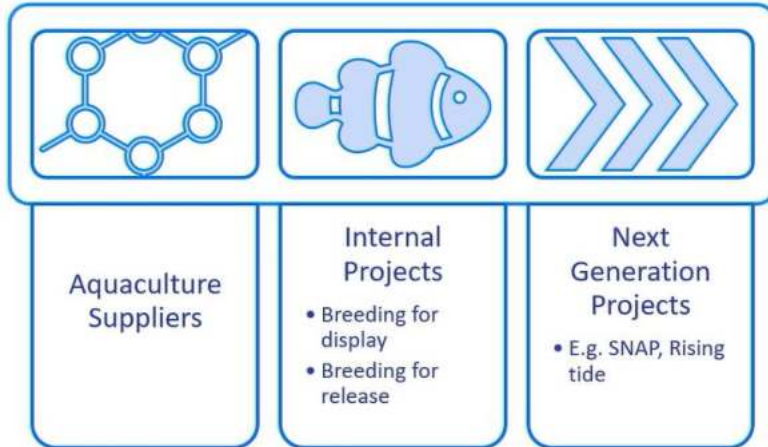 Aquaculture
Suppliers
Internal
Projects
• Breeding for
display
• Breeding for
release
Next
Generation
Projects
• E.g. SNAP, Rising
tide